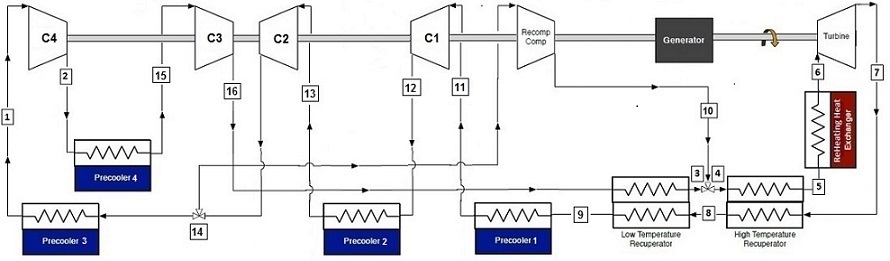 C4
C3
C2
C1
Recomp
Comp
Generator
Turbine
2
15
16
13
12
11
10
6
7
1
ReHeating Heat
Exchanger
Precooler 4
3
4
5
14
9
8
Precooler 3
Precooler 2
Precooler 1
Low Temperature
Recuperator
High Temperature
Recuperator